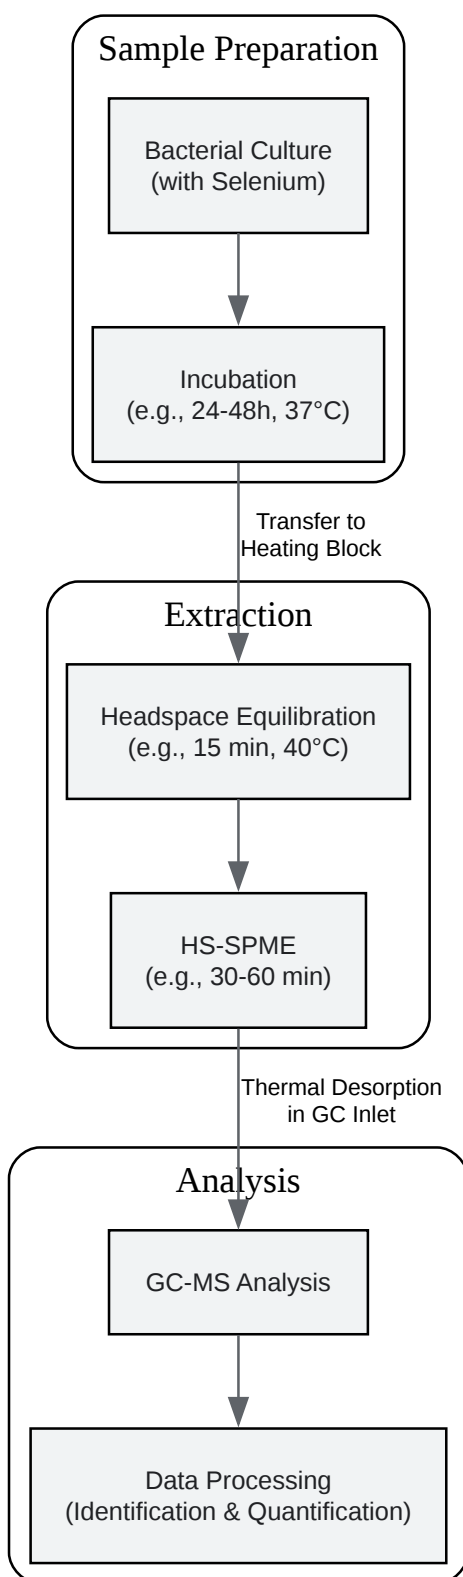 Sample Preparation
Bacterial Culture
(with Selenium)
Incubation
(e.g., 24-48h, 37°C)
Transfer to
Heating Block
Extraction
Headspace Equilibration
(e.g., 15 min, 40°C)
HS-SPME
(e.g., 30-60 min)
Thermal Desorption
in GC Inlet
Analysis
GC-MS Analysis
Data Processing
(Identification & Quantification)